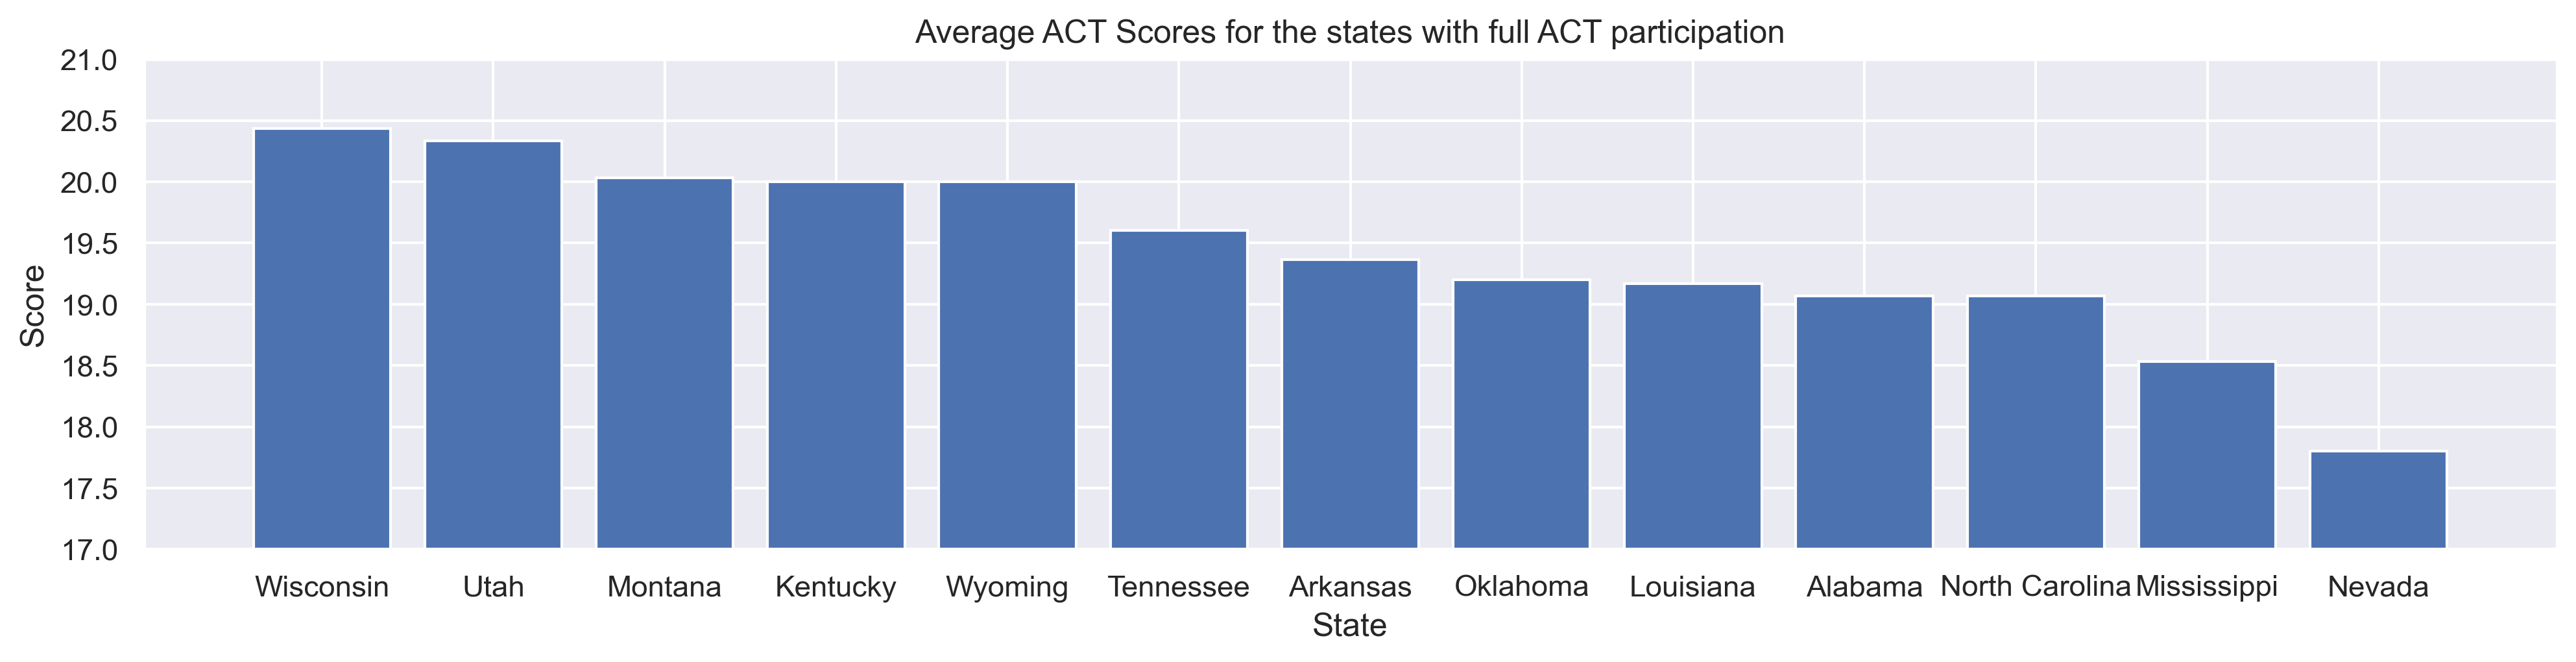 Average ACT Scores for the states with full ACT participation
21.0
20.5
20.0
19.5
19.0
18.5
18.0
17.5
17.0
Score
Wisconsin Utah Montana Kentucky Wyoming Tennessee Arkansas Oklahoma Louisiana Alabama North Carolina Mississippi Nevada
State